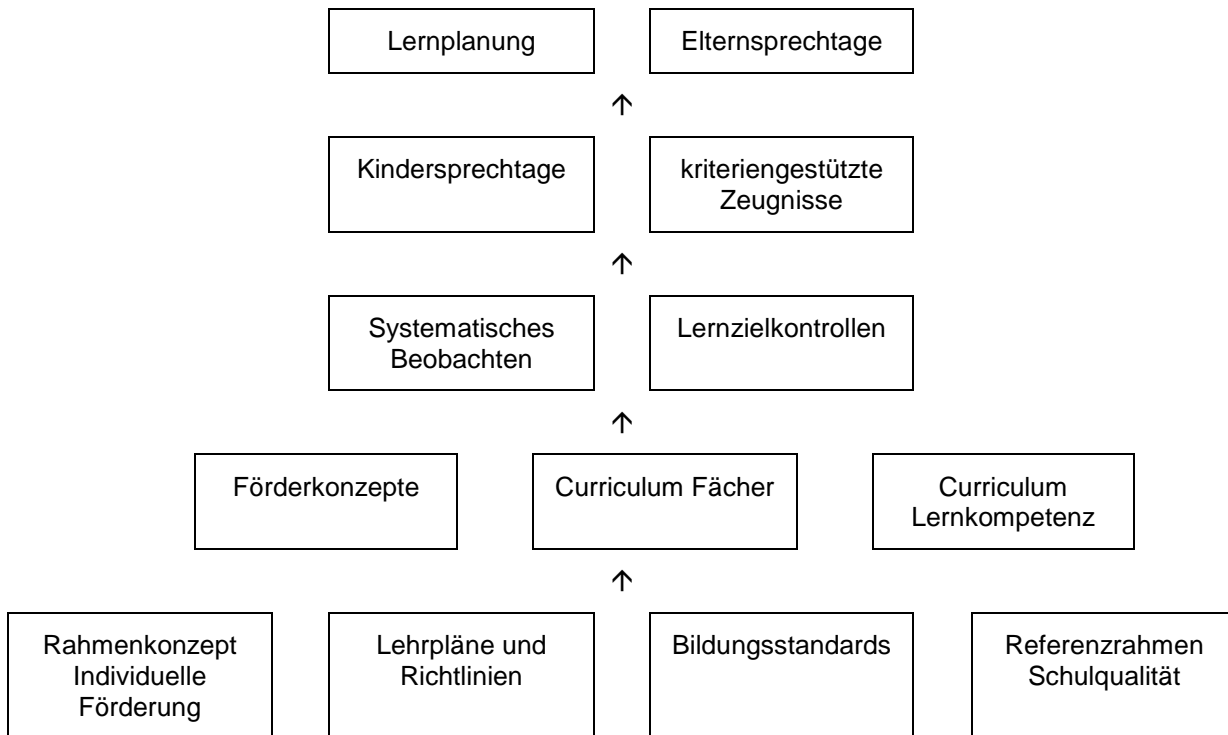 Lernplanung
Elternsprechtage
↑
Kindersprechtage
kriteriengestützte
Zeugnisse
↑
Systematisches
Beobachten
Lernzielkontrollen
↑
Förderkonzepte
Curriculum Fächer
Curriculum
Lernkompetenz
↑
Rahmenkonzept
Individuelle
Förderung
Lehrpläne und
Richtlinien
Bildungsstandards
Referenzrahmen
Schulqualität